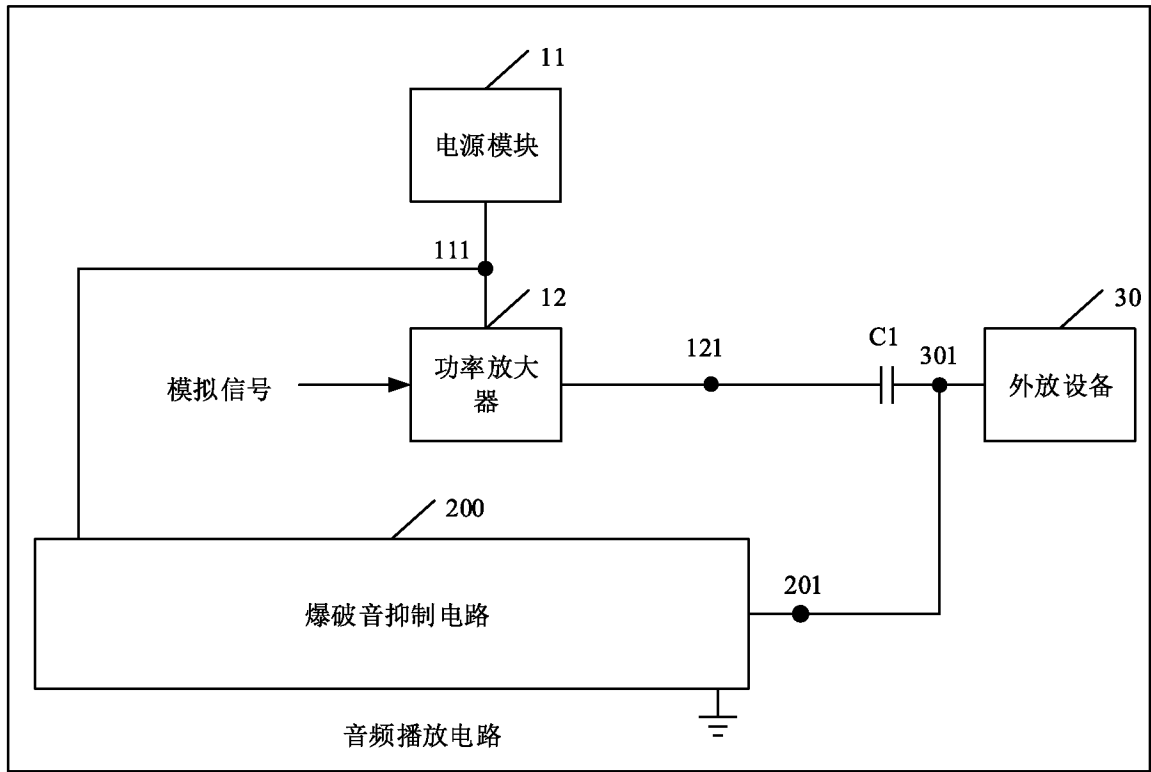 11
电源模块
111
12
30
C1
301
121
模拟信号
功率放大
器
外放设备
200
201
爆破音抑制电路
音频播放电路